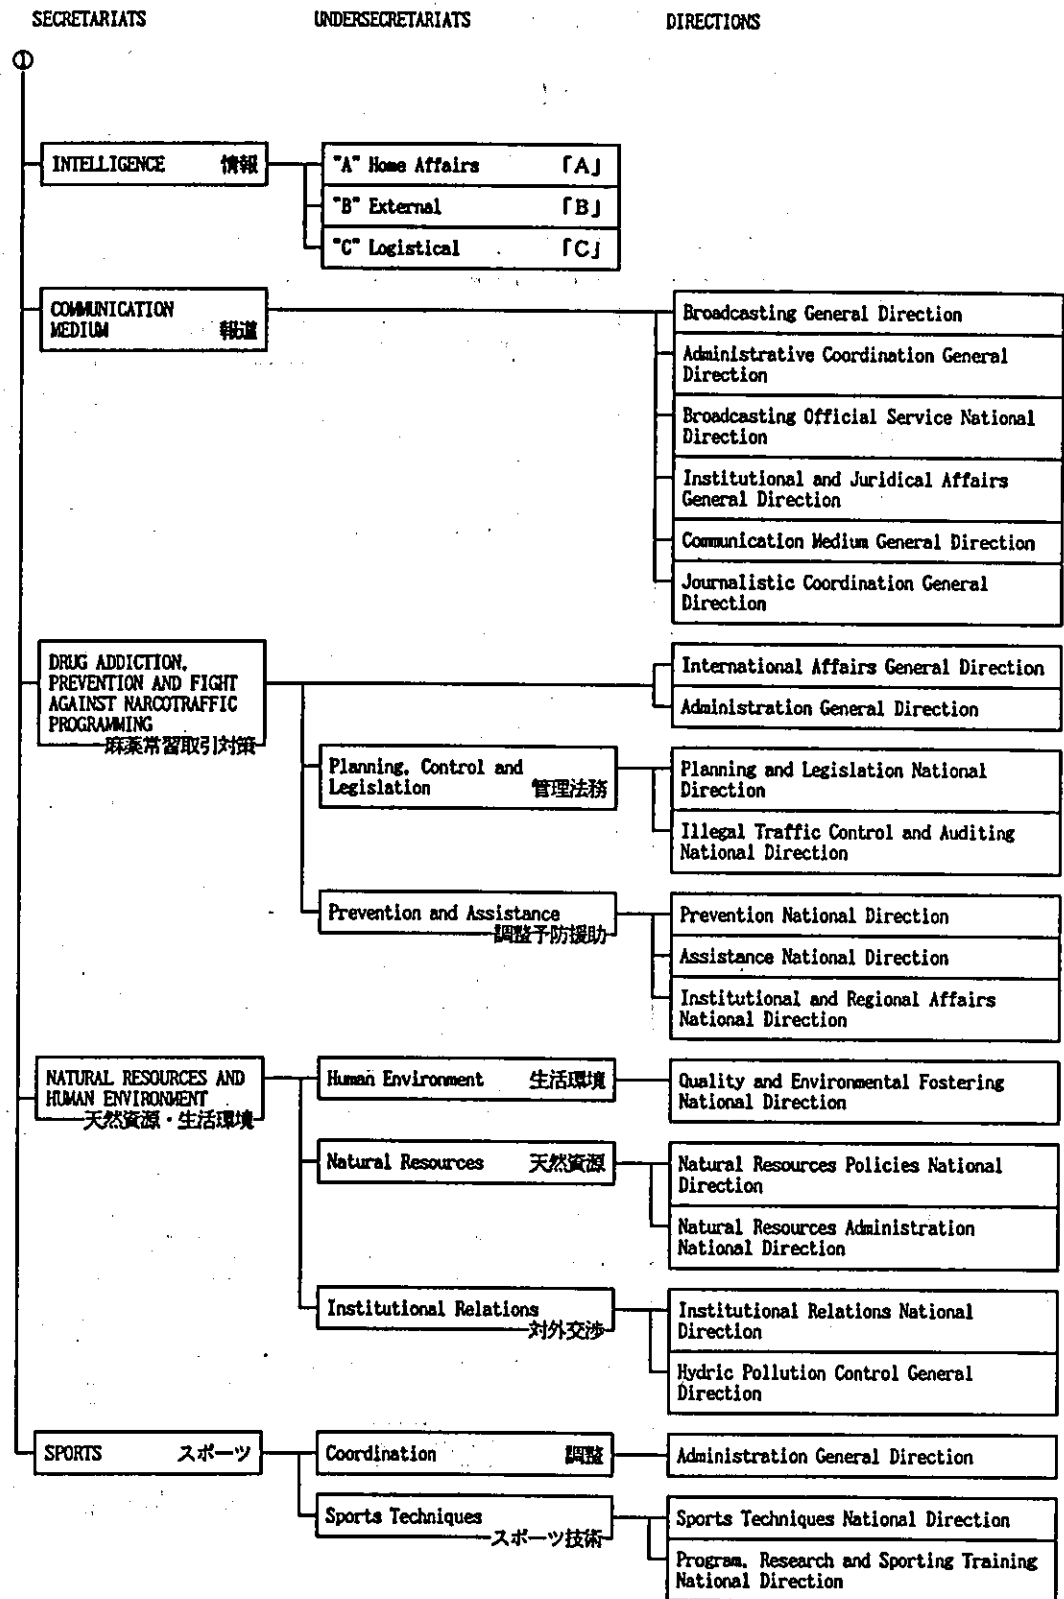 SECRETARIATS UNDERSECRETARIATS DIRECTIONS
①
INTELLIGENCE 情報
"A" Home Affairs 「A」
"B" External 「B」
"C" Logistical 「C」
COMMUNICATION
MEDIUM 報道
Broadcasting General Direction
Administrative Coordination General
Direction
Broadcasting Official Service National
Direction
Institutional and Juridical Affairs
General Direction
Communication Medium General Direction
Journalistic Coordination General
Direction
DRUG ADDICTION,
PREVENTION AND FIGHT
AGAINST NARCOTRAFFIC
PROGRAMMING
麻薬常習取引対策
International Affairs General Direction
Administration General Direction
Planning, Control and
Legislation 管理法務
Planning and Legislation National
Direction
Illegal Traffic Control and Auditing
National Direction
Prevention and Assistance
調整予防援助
Prevention National Direction
Assistance National Direction
Institutional and Regional Affairs
National Direction
NATURAL RESOURCES AND
HUMAN ENVIRONMENT
天然資源・生活環境
Human Environment 生活環境
Quality and Environmental Fostering
National Direction
Natural Resources 天然資源
Natural Resources Policies National
Direction
Natural Resources Administration
National Direction
Institutional Relations
対外交渉
Institutional Relations National
Direction
Hydric Pollution Control General
Direction
SPORTS スポーツ
Coordination 調整
Administration General Direction
Sports Techniques
スポーツ技術
Sports Techniques National Direction
Program, Research and Sporting Training
National Direction